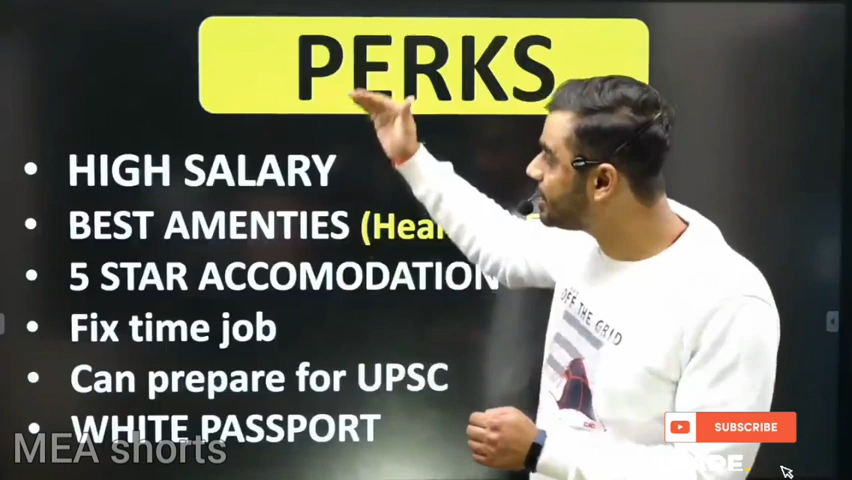 PERKS
• HIGH SALARY
• BEST AMENTIES
• 5 STAR ACCOMODATION
• Fix time job
• Can prepare for UPSC
• WHITE PASSPORT
MEA shorts
OFF THE GRID
SUBSCRIBE